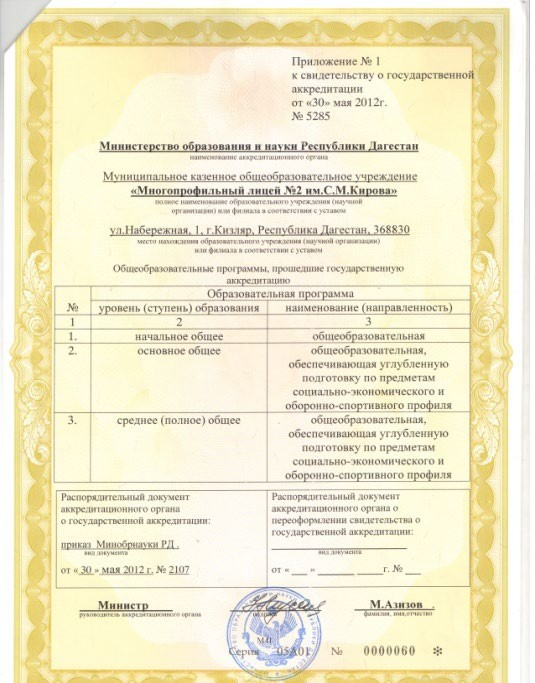 Приложение № 1
к свидетельству о государственной
аккредитации
от «30» мая 2012г.
№ 5285
Министерство образования и науки Республики Дагестан
наименование аккредитационного органа
Муниципальное казенное общеобразовательное учреждение
«Многопрофильный лицей №2 им.С.М.Кирова»
полное наименование образовательного учреждения (научной
организации) или филиала в соответствии с уставом
ул.Набережная, 1, г.Кизляр, Республика Дагестан, 368830
место нахождения образовательного учреждения (научной организации)
или филиала в соответствии с уставом
Общеобразовательные программы, прошедшие государственную
аккредитацию
Образовательная программа
№ уровень (ступень) образования наименование (направленность)
1 2 3
1. начальное общее общеобразовательная
2. основное общее общеобразовательная,
обеспечивающая углубленную
подготовку по предметам
социально-экономического и
оборонно-спортивного профиля
3. среднее (полное) общее общеобразовательная,
обеспечивающая углубленную
подготовку по предметам
социально-экономического и
оборонно-спортивного профиля
Распорядительный документ
аккредитационного органа
о государственной аккредитации:
приказ Минобрнауки РД .
вид документа
от « 30 » мая 2012 г. № 2107
Распорядительный документ
аккредитационного органа о
переоформлении свидетельства о
государственной аккредитации:
вид документа
от « ___ » ______ ____ г. № ___
Министр
руководитель аккредитационного органа
М.Азизов .
фамилия, имя,отчество
М.П
Серия 05А01 № 0000060 *